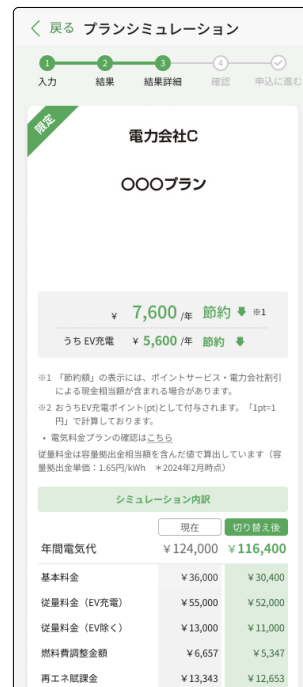 戻る プランシミュレーション
1 2 3 4
入力 結果 結果詳細 確認 申込に進む
限定
電力会社C
〇〇〇プラン
¥ 7,600 /年 節約 ※1
うち EV充電 ¥ 5,600 /年 節約
※1 「節約額」の表示には、ポイントサービス・電力会社割引
による現金相当額が含まれる場合があります。
※2 おうちEV充電ポイント(pt)として付与されます。「1pt=1
円」で計算しております。
• 電気料金プランの確認はこちら
従量料金は容量拠出金相当額を含んだ値で算出しています（容
量拠出金単価：1.65円/kWh ＊2024年2月時点）
シミュレーション内訳
現在 切り替え後
年間電気代 ¥124,000 ¥116,400
基本料金 ¥36,000 ¥30,400
従量料金（EV充電） ¥55,000 ¥52,000
従量料金（EV除く） ¥13,000 ¥11,000
燃料費調整金額 ¥6,657 ¥5,347
再エネ賦課金 ¥13,343 ¥12,653